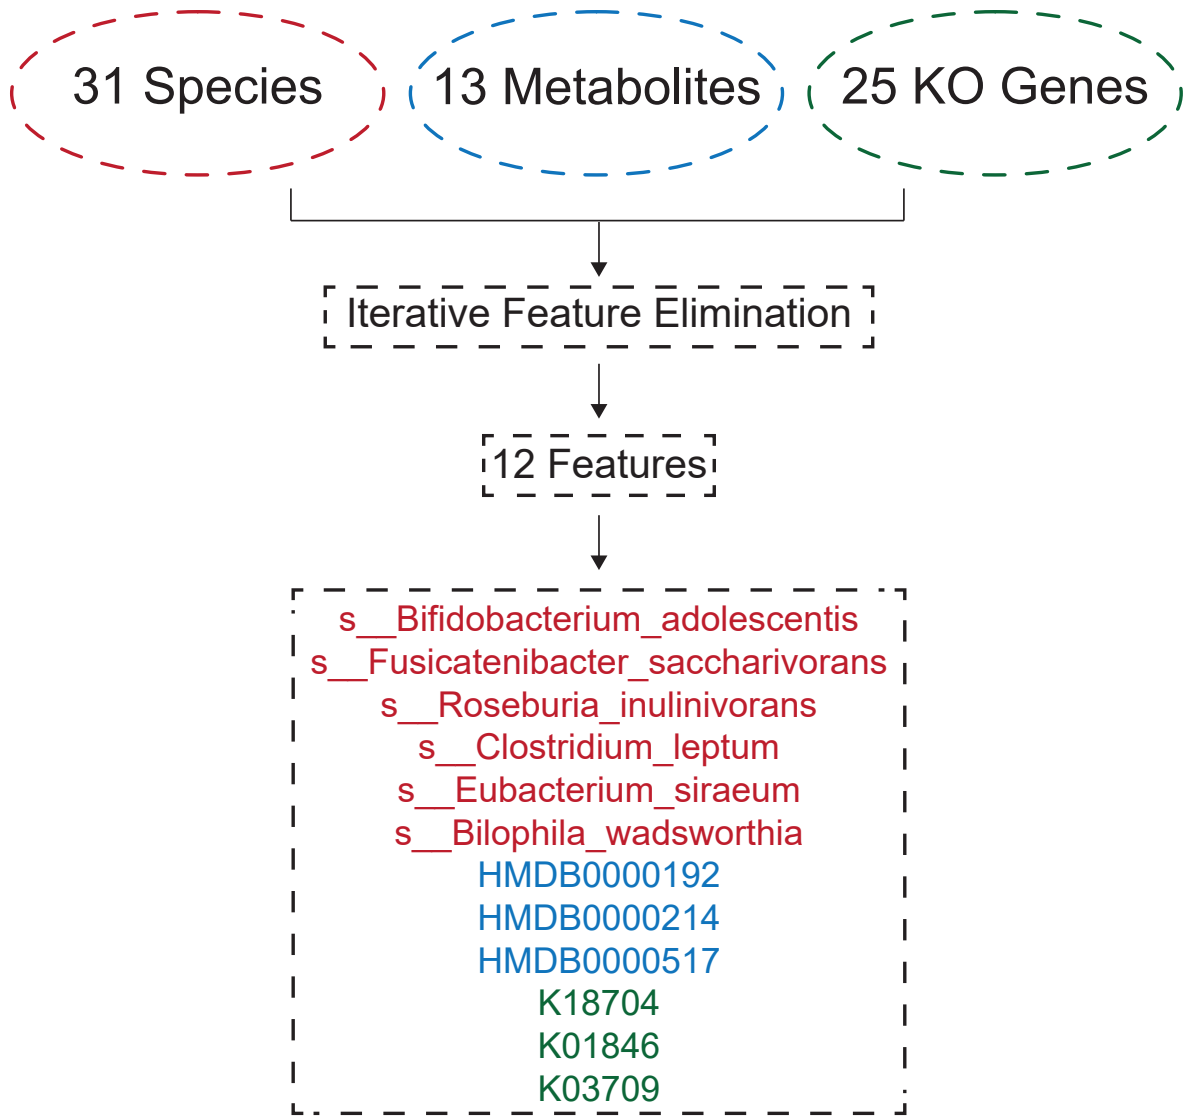 31 Species
13 Metabolites
25 KO Genes
Iterative Feature Elimination
12 Features
s__Bifidobacterium_adolescentis
s__Fusicatenibacter_saccharivorans
s__Roseburia_inulinivorans
s__Clostridium_leptum
s__Eubacterium_siraeum
s__Bilophila_wadsworthia
HMDB0000192
HMDB0000214
HMDB0000517
K18704
K01846
K03709